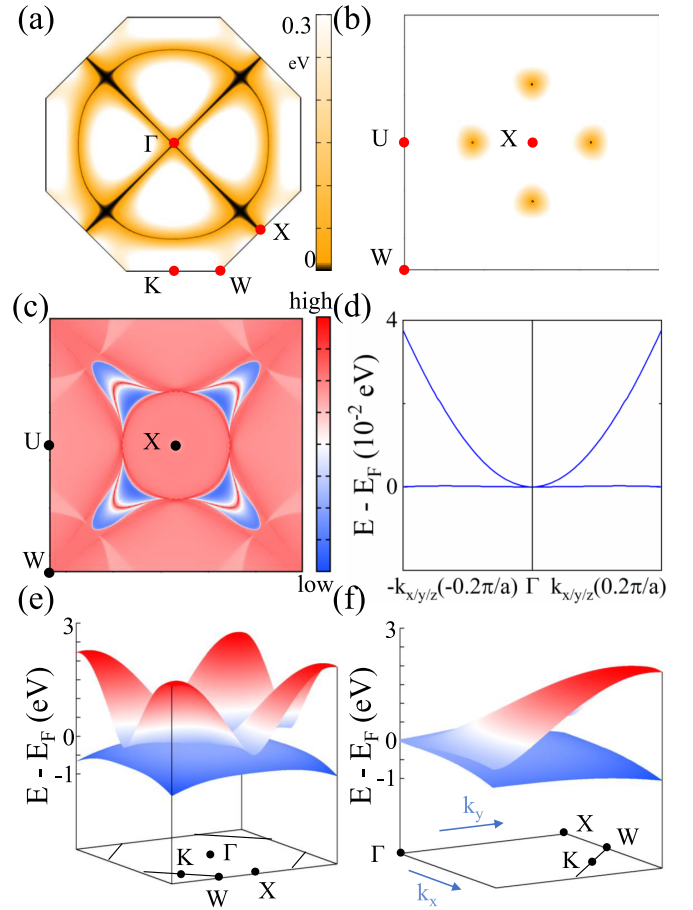 (a)
0.3
eV
0
Γ
X
K
W
(b)
U
X
W
(c)
high
low
U
X
W
(d)
4
0
E - E_F (10⁻² eV)
-k_x/y/z(-0.2π/a) Γ k_x/y/z(0.2π/a)
(e)
3
0
-1
E - E_F (eV)
K
Γ
W
X
(f)
3
0
-1
E - E_F (eV)
k_y
X
W
Γ
K
k_x